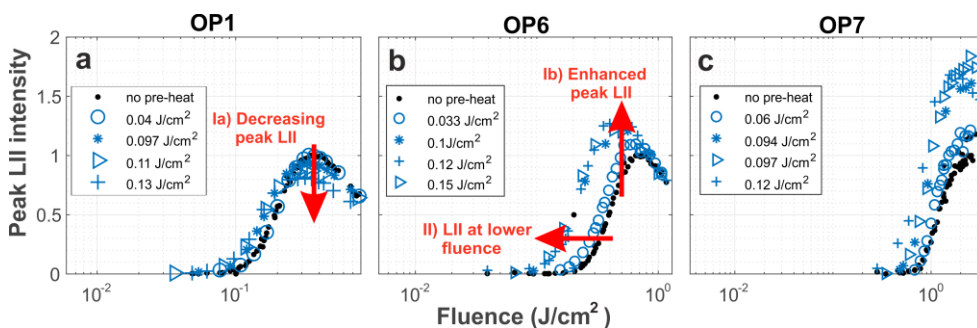 OP1
OP6
OP7
Peak LII intensity
2
1.5
1
0.5
0
a
no pre-heat
0.04 J/cm²
0.097 J/cm²
0.11 J/cm²
0.13 J/cm²
Ia) Decreasing
peak LII
10⁻²
10⁻¹
b
no pre-heat
0.033 J/cm²
0.1J/cm²
0.12 J/cm²
0.15 J/cm²
Ib) Enhanced
peak LII
II) LII at lower
fluence
10⁻²
10⁰
c
no pre-heat
0.06 J/cm²
0.094 J/cm²
0.097 J/cm²
0.12 J/cm²
10⁻²
10⁰
Fluence (J/cm²)